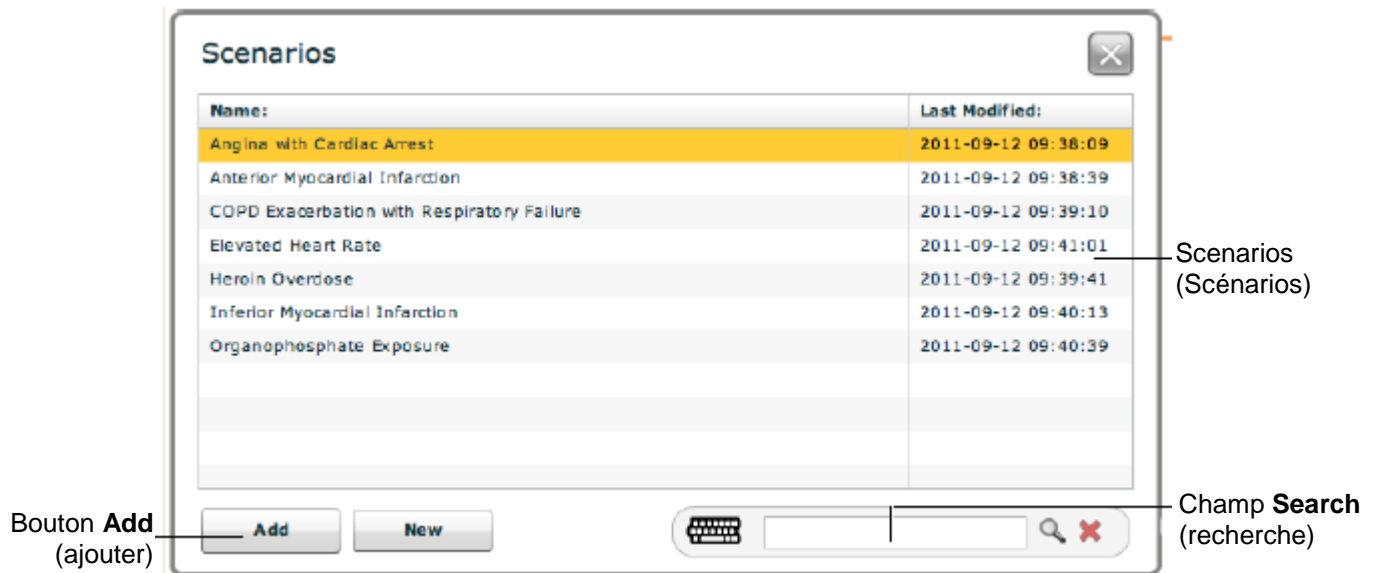 Scenarios
Name: Last Modified:
Angina with Cardiac Arrest 2011-09-12 09:38:09
Anterior Myocardial Infarction 2011-09-12 09:38:39
COPD Exacerbation with Respiratory Failure 2011-09-12 09:39:10
Elevated Heart Rate 2011-09-12 09:41:01
Heroin Overdose 2011-09-12 09:39:41
Inferior Myocardial Infarction 2011-09-12 09:40:13
Organophosphate Exposure 2011-09-12 09:40:39
Scenarios
(Scénarios)
Bouton Add
(ajouter)
Add New
Champ Search
(recherche)